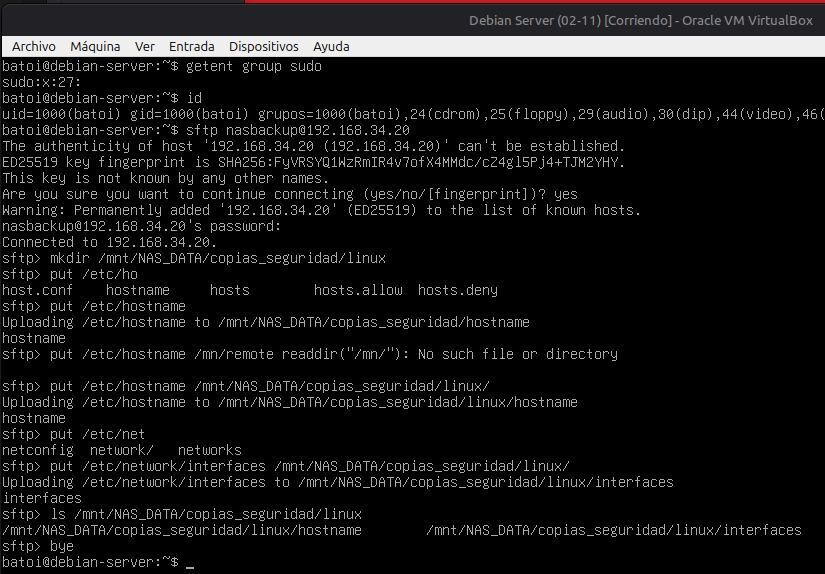 Debian Server (02-11) [Corriendo] - Oracle VM VirtualBox
Archivo Máquina Ver Entrada Dispositivos Ayuda
batoi@debian-server:~$ getent group sudo
sudo:x:27:
batoi@debian-server:~$ id
uid=1000(batoi) gid=1000(batoi) grupos=1000(batoi),24(cdrom),25(floppy),29(audio),30(dip),44(video),46(
batoi@debian-server:~$ sftp nasbackup@192.168.34.20
The authenticity of host '192.168.34.20 (192.168.34.20)' can't be established.
ED25519 key fingerprint is SHA256:FyVRSYQ1WzRmIR4v7ofX4MMdc/cZ4gl5Pj4+TJM2YHY.
This key is not known by any other names.
Are you sure you want to continue connecting (yes/no/[fingerprint])? yes
Warning: Permanently added '192.168.34.20' (ED25519) to the list of known hosts.
nasbackup@192.168.34.20's password:
Connected to 192.168.34.20.
sftp> mkdir /mnt/NAS_DATA/copias_seguridad/linux
sftp> put /etc/ho
host.conf hostname hosts hosts.allow hosts.deny
sftp> put /etc/hostname
Uploading /etc/hostname to /mnt/NAS_DATA/copias_seguridad/hostname
hostname
sftp> put /etc/hostname /mn/remote readdir("/mn/"): No such file or directory
sftp> put /etc/hostname /mnt/NAS_DATA/copias_seguridad/linux/
Uploading /etc/hostname to /mnt/NAS_DATA/copias_seguridad/linux/hostname
hostname
sftp> put /etc/net
netconfig network/ networks
sftp> put /etc/network/interfaces /mnt/NAS_DATA/copias_seguridad/linux/
Uploading /etc/network/interfaces to /mnt/NAS_DATA/copias_seguridad/linux/interfaces
interfaces
sftp> ls /mnt/NAS_DATA/copias_seguridad/linux
/mnt/NAS_DATA/copias_seguridad/linux/hostname /mnt/NAS_DATA/copias_seguridad/linux/interfaces
sftp> bye
batoi@debian-server:~$ _